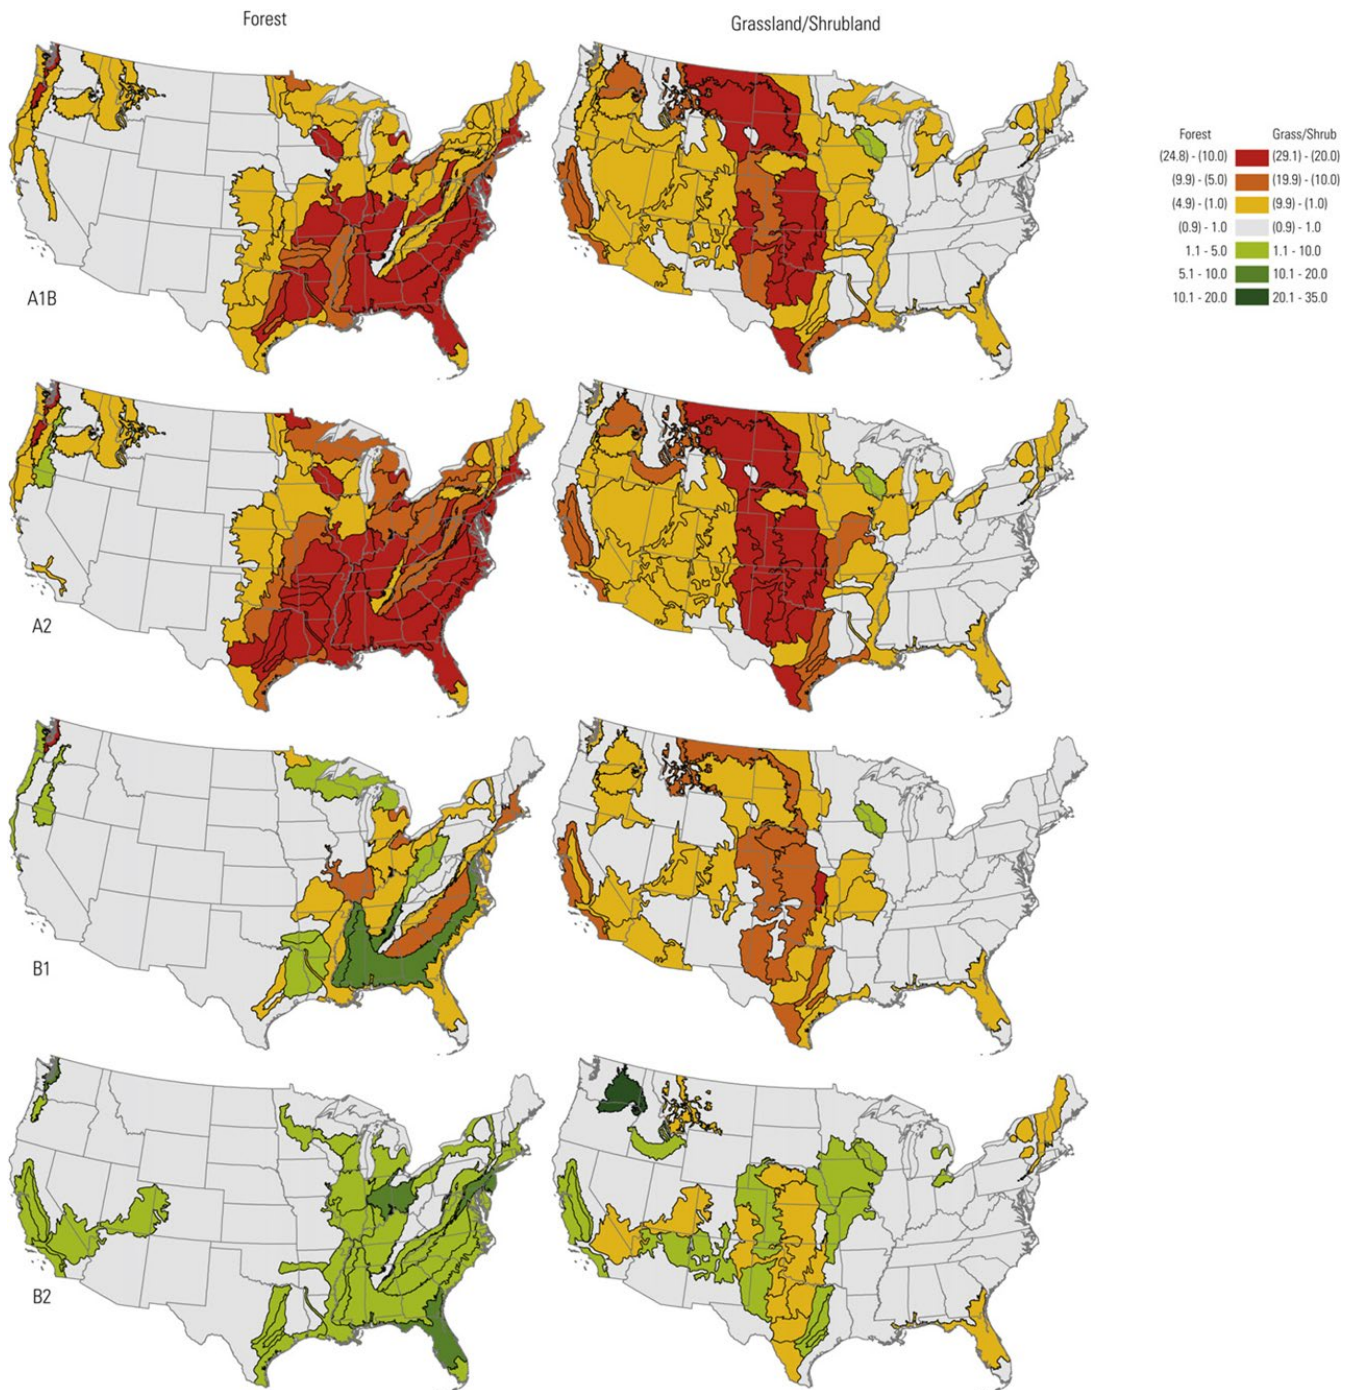 Forest
Grassland/Shrubland
Forest Grass/Shrub
(24.8) - (10.0) (29.1) - (20.0)
(9.9) - (5.0) (19.9) - (10.0)
(4.9) - (1.0) (9.9) - (1.0)
(0.9) - 1.0 (0.9) - 1.0
1.1 - 5.0 1.1 - 10.0
5.1 - 10.0 10.1 - 20.0
10.1 - 20.0 20.1 - 35.0
A1B
A2
B1
B2